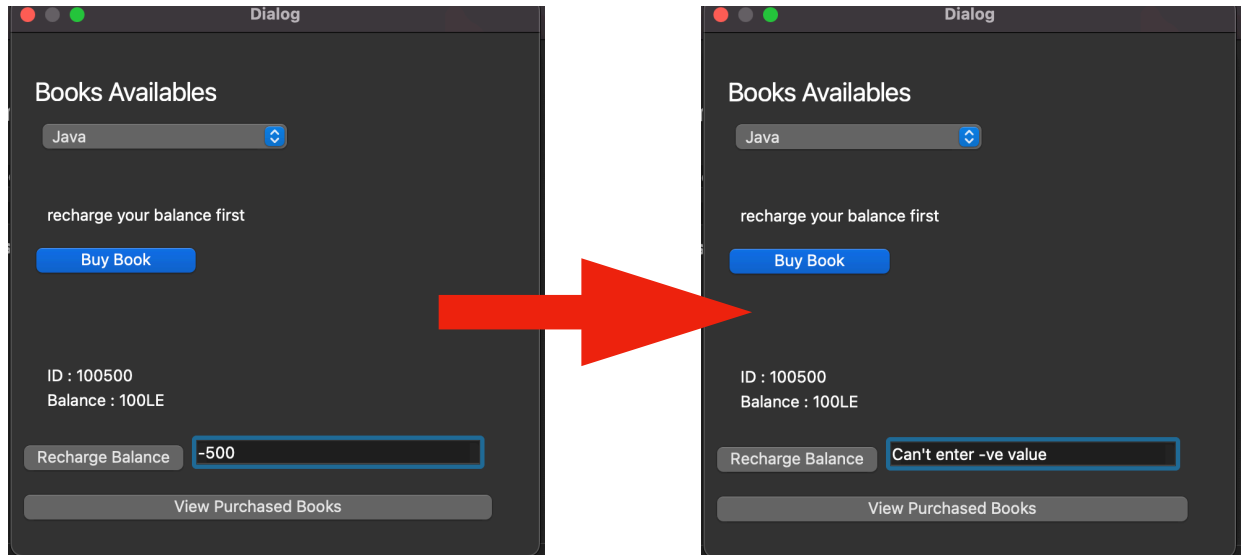 Dialog
Books Availables
Java
recharge your balance first
Buy Book
ID : 100500
Balance : 100LE
Recharge Balance
-500
View Purchased Books
Dialog
Books Availables
Java
recharge your balance first
Buy Book
ID : 100500
Balance : 100LE
Recharge Balance
Can't enter -ve value
View Purchased Books